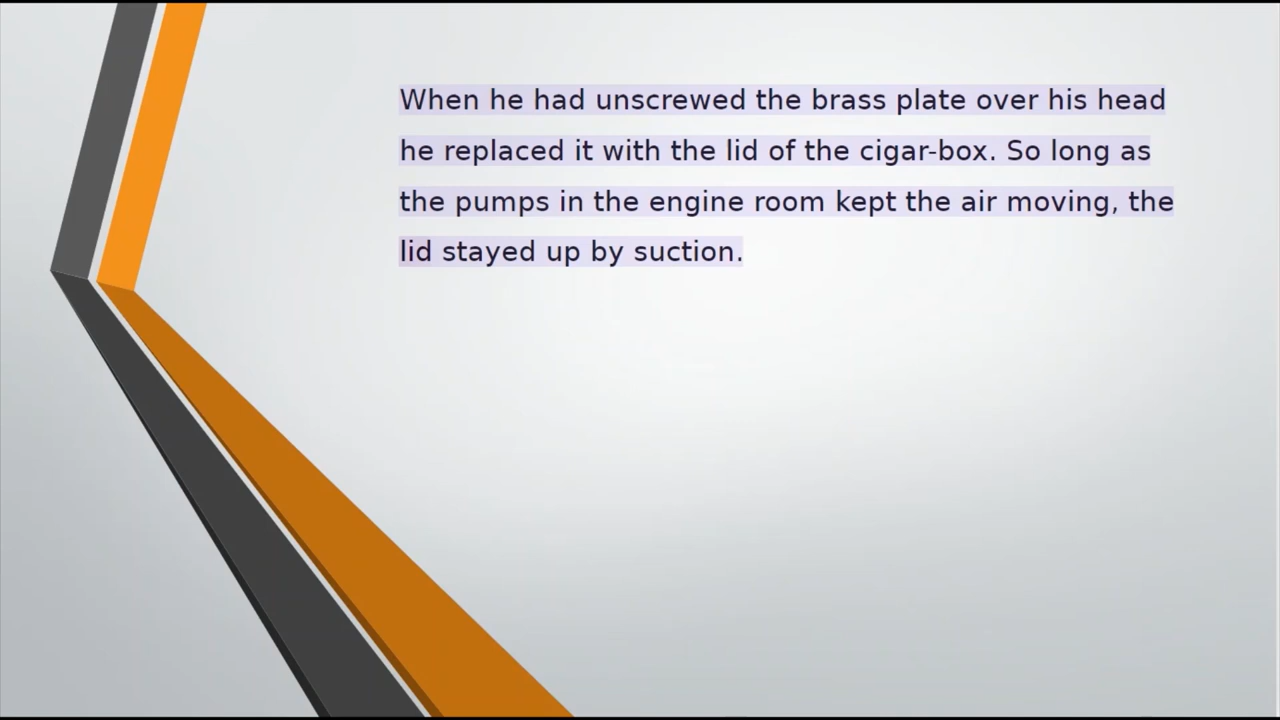 When he had unscrewed the brass plate over his head
he replaced it with the lid of the cigar-box. So long as
the pumps in the engine room kept the air moving, the
lid stayed up by suction.